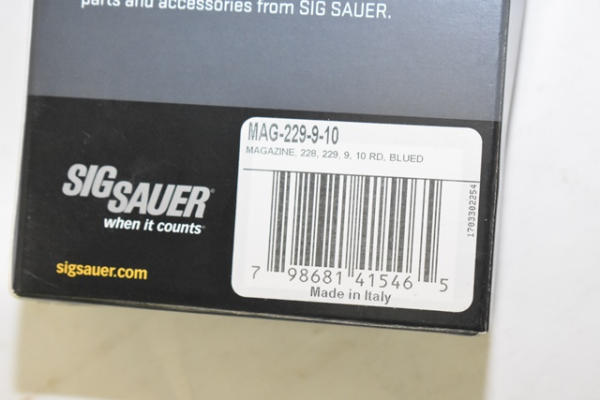 parts and accessories from SIG SAUER.
MAG-229-9-10
MAGAZINE, 228, 229, 9, 10 RD, BLUED
SIG SAUER
when it counts
sigsauer.com
1703302254
7 98681 41546 5
Made in Italy